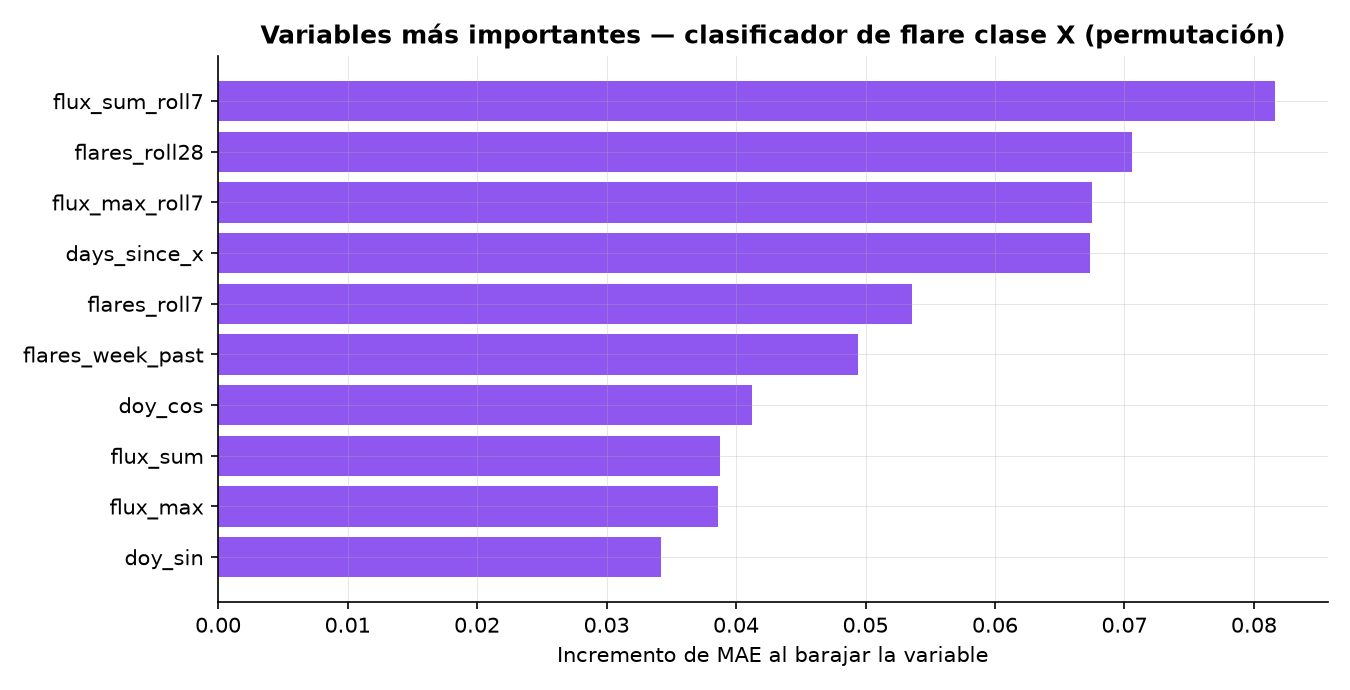 Variables más importantes — clasificador de flare clase X (permutación)
flux_sum_roll7
flares_roll28
flux_max_roll7
days_since_x
flares_roll7
flares_week_past
doy_cos
flux_sum
flux_max
doy_sin
0.00 0.01 0.02 0.03 0.04 0.05 0.06 0.07 0.08
Incremento de MAE al barajar la variable